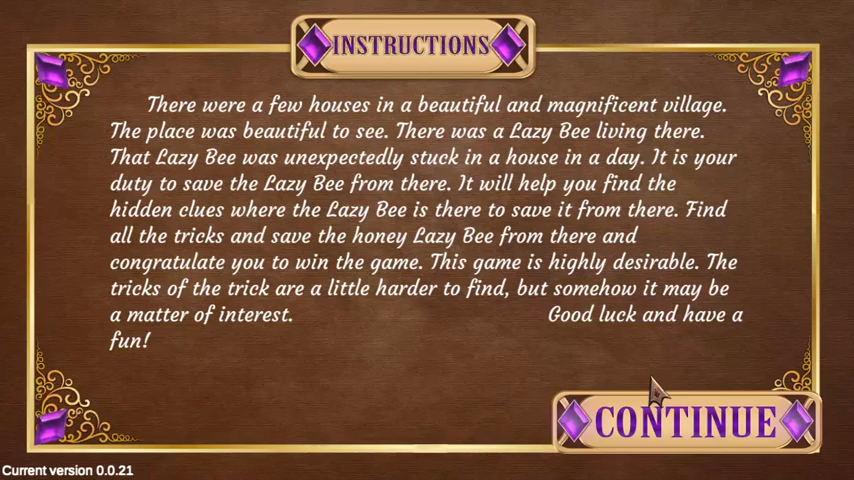 INSTRUCTIONS
There were a few houses in a beautiful and magnificent village.
The place was beautiful to see. There was a Lazy Bee living there.
That Lazy Bee was unexpectedly stuck in a house in a day. It is your
duty to save the Lazy Bee from there. It will help you find the
hidden clues where the Lazy Bee is there to save it from there. Find
all the tricks and save the honey Lazy Bee from there and
congratulate you to win the game. This game is highly desirable. The
tricks of the trick are a little harder to find, but somehow it may be
a matter of interest. Good luck and have a
fun!
CONTINUE
Current version 0.0.21